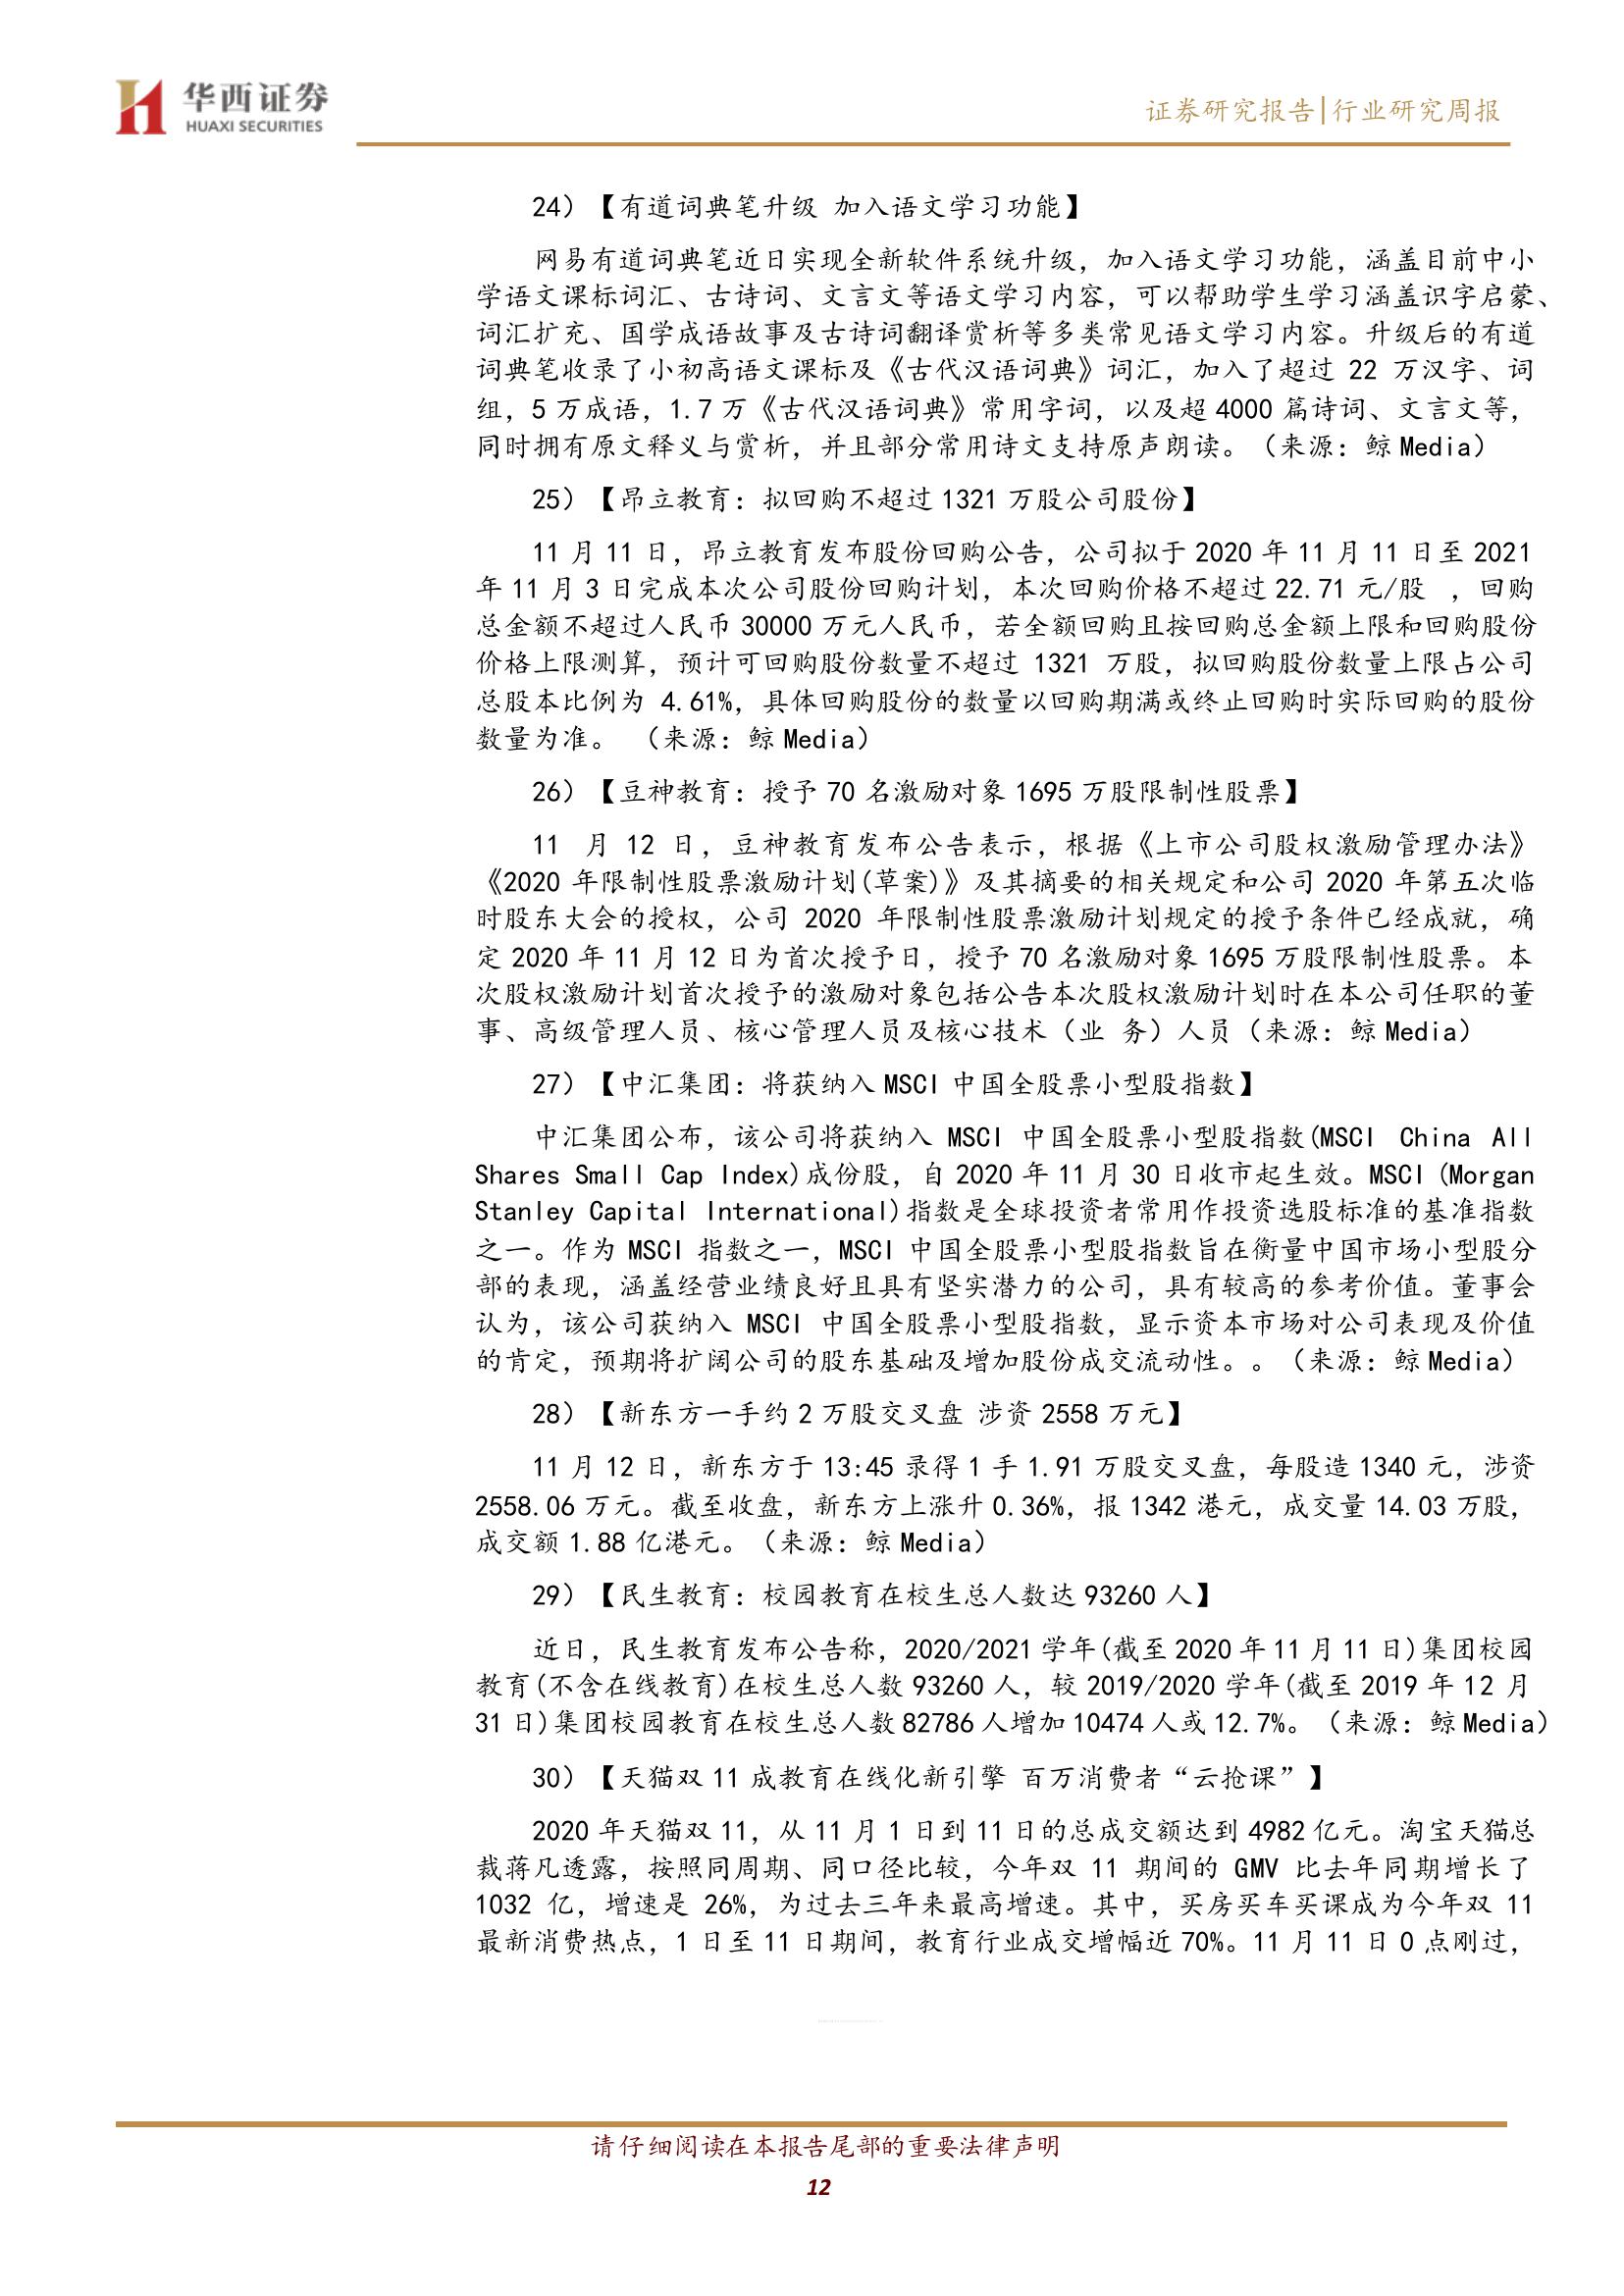 华西证券
HUAXI SECURITIES
证券研究报告|行业研究周报
24）【有道词典笔升级 加入语文学习功能】
网易有道词典笔近日实现全新软件系统升级，加入语文学习功能，涵盖目前中小
学语文课标词汇、古诗词、文言文等语文学习内容，可以帮助学生学习涵盖识字启蒙、
词汇扩充、国学成语故事及古诗词翻译赏析等多类常见语文学习内容。升级后的有道
词典笔收录了小初高语文课标及《古代汉语词典》词汇，加入了超过 22 万汉字、词
组，5 万成语，1.7 万《古代汉语词典》常用字词，以及超 4000 篇诗词、文言文等，
同时拥有原文释义与赏析，并且部分常用诗文支持原声朗读。（来源：鲸 Media）
25）【昂立教育：拟回购不超过 1321 万股公司股份】
11 月 11 日，昂立教育发布股份回购公告，公司拟于 2020 年 11 月 11 日至 2021
年 11 月 3 日完成本次公司股份回购计划，本次回购价格不超过 22.71 元/股 ，回购
总金额不超过人民币 30000 万元人民币，若全额回购且按回购总金额上限和回购股份
价格上限测算，预计可回购股份数量不超过 1321 万股，拟回购股份数量上限占公司
总股本比例为 4.61%，具体回购股份的数量以回购期满或终止回购时实际回购的股份
数量为准。 （来源：鲸 Media）
26）【豆神教育：授予 70 名激励对象 1695 万股限制性股票】
11 月 12 日，豆神教育发布公告表示，根据《上市公司股权激励管理办法》
《2020 年限制性股票激励计划(草案)》及其摘要的相关规定和公司 2020 年第五次临
时股东大会的授权，公司 2020 年限制性股票激励计划规定的授予条件已经成就，确
定 2020 年 11 月 12 日为首次授予日，授予 70 名激励对象 1695 万股限制性股票。本
次股权激励计划首次授予的激励对象包括公告本次股权激励计划时在本公司任职的董
事、高级管理人员、核心管理人员及核心技术（业 务）人员（来源：鲸 Media）
27）【中汇集团：将获纳入 MSCI 中国全股票小型股指数】
中汇集团公布，该公司将获纳入 MSCI 中国全股票小型股指数(MSCI China All
Shares Small Cap Index)成份股，自 2020 年 11 月 30 日收市起生效。MSCI(Morgan
Stanley Capital International)指数是全球投资者常用作投资选股标准的基准指数
之一。作为 MSCI 指数之一，MSCI 中国全股票小型股指数旨在衡量中国市场小型股分
部的表现，涵盖经营业绩良好且具有坚实潜力的公司，具有较高的参考价值。董事会
认为，该公司获纳入 MSCI 中国全股票小型股指数，显示资本市场对公司表现及价值
的肯定，预期将扩阔公司的股东基础及增加股份成交流动性。。（来源：鲸 Media）
28）【新东方一手约 2 万股交叉盘 涉资 2558 万元】
11 月 12 日，新东方于 13:45 录得 1 手 1.91 万股交叉盘，每股造 1340 元，涉资
2558.06 万元。截至收盘，新东方上涨升 0.36%，报 1342 港元，成交量 14.03 万股，
成交额 1.88 亿港元。（来源：鲸 Media）
29）【民生教育：校园教育在校生总人数达 93260 人】
近日，民生教育发布公告称，2020/2021 学年(截至 2020 年 11 月 11 日)集团校园
教育(不含在线教育)在校生总人数 93260 人，较 2019/2020 学年(截至 2019 年 12 月
31 日)集团校园教育在校生总人数 82786 人增加 10474 人或 12.7%。（来源：鲸 Media）
30）【天猫双 11 成教育在线化新引擎 百万消费者“云抢课”】
2020 年天猫双 11，从 11 月 1 日到 11 日的总成交额达到 4982 亿元。淘宝天猫总
裁蒋凡透露，按照同周期、同口径比较，今年双 11 期间的 GMV 比去年同期增长了
1032 亿，增速是 26%，为过去三年来最高增速。其中，买房买车买课成为今年双 11
最新消费热点，1 日至 11 日期间，教育行业成交增幅近 70%。11 月 11 日 0 点刚过，
请仔细阅读在本报告尾部的重要法律声明
12